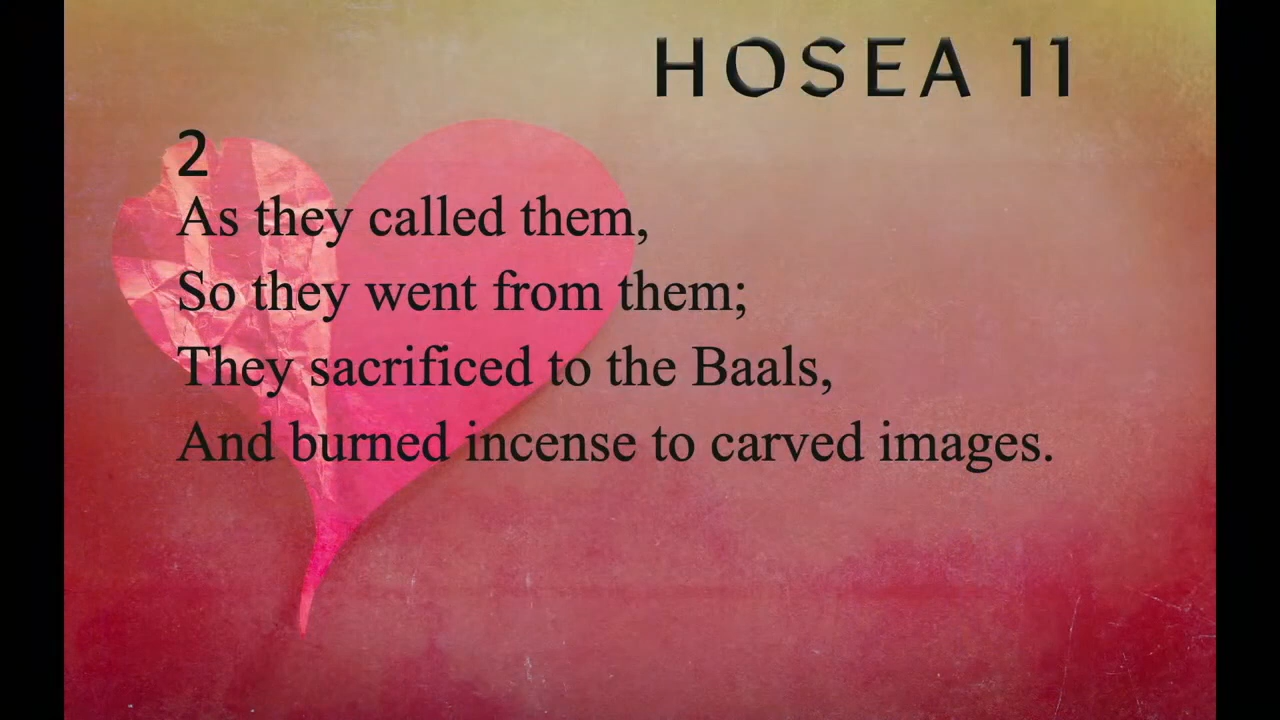 HOSEA 11
2
As they called them,
So they went from them;
They sacrificed to the Baals,
And burned incense to carved images.